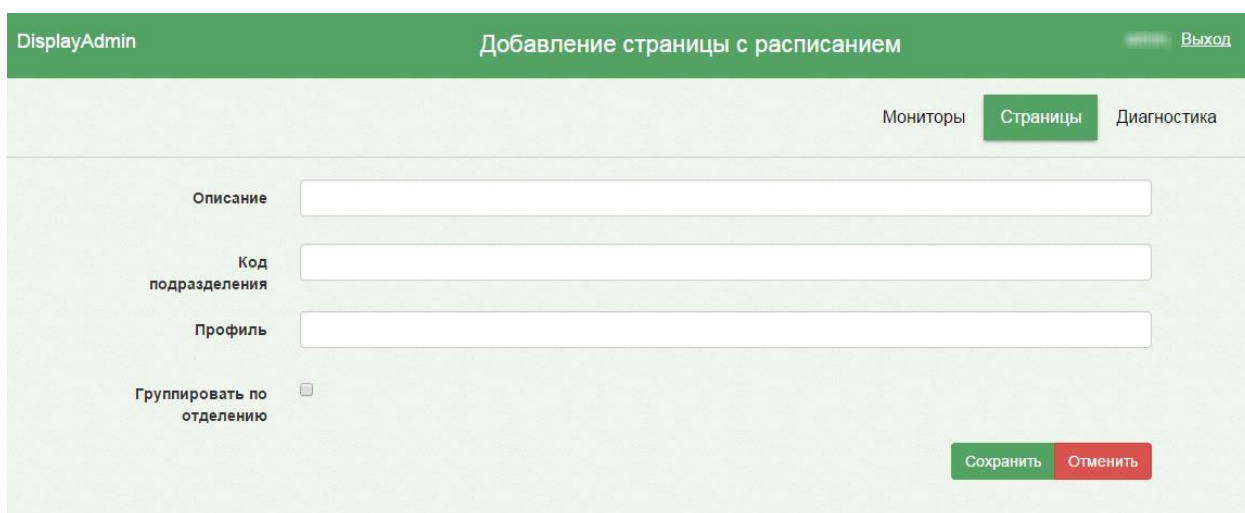 DisplayAdmin
Добавление страницы с расписанием
Выход
Мониторы
Страницы
Диагностика
Описание
Код
подразделения
Профиль
Группировать по
отделению
Сохранить
Отменить